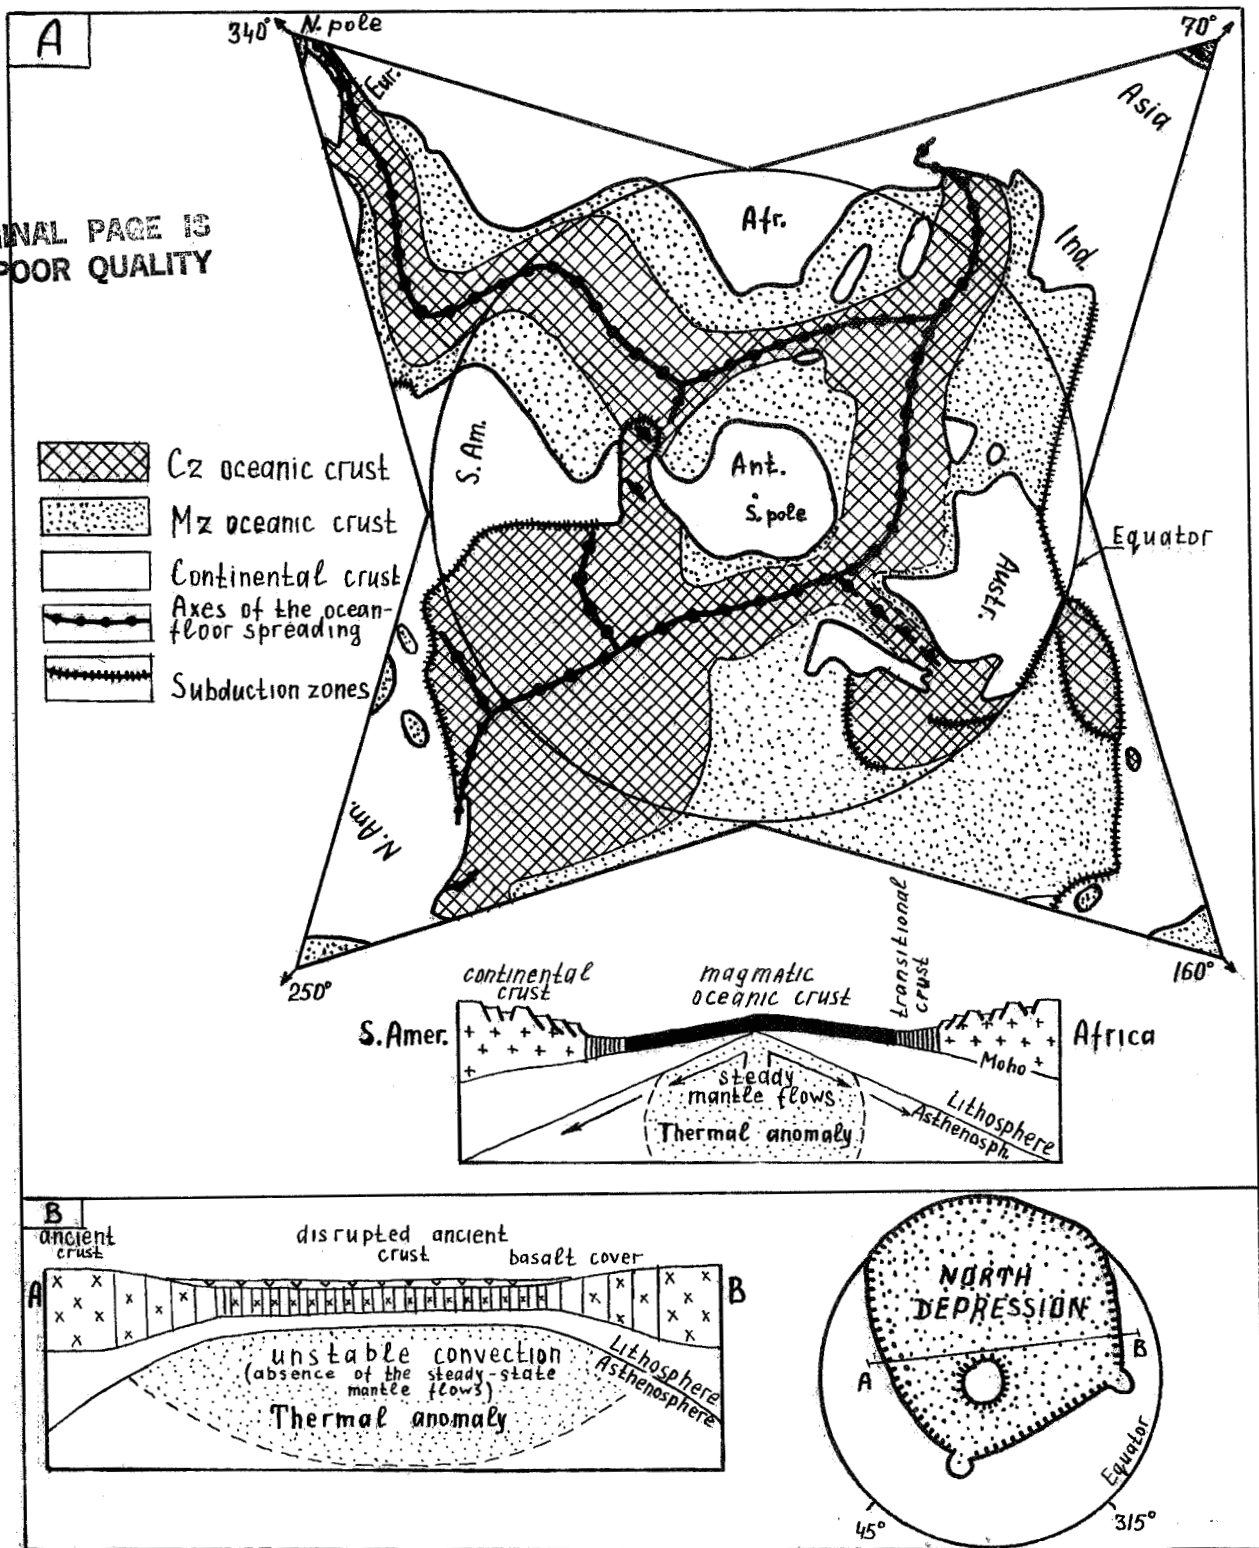 A
340°
N. pole
70°
Eur.
Asia
INAL PAGE IS
POOR QUALITY
Afr.
Ind.
S. Am.
Ant.
S. pole
Equator
Austr.
Cz oceanic crust
Mz oceanic crust
Continental crust
Axes of the ocean-
floor spreading
Subduction zones
N. Am.
250°
160°
continental
crust
magmatic
oceanic crust
transitional
crust
S. Amer.
Africa
Moho
steady
mantle flows
Thermal anomaly
Lithosphere
Asthenosph.
B
ancient
crust
disrupted ancient
crust
basalt cover
A
B
unstable convection
(absence of the steady-state
mantle flows)
Thermal anomaly
Lithosphere
Asthenosphere
NORTH
DEPRESSION
A
B
Equator
45°
315°